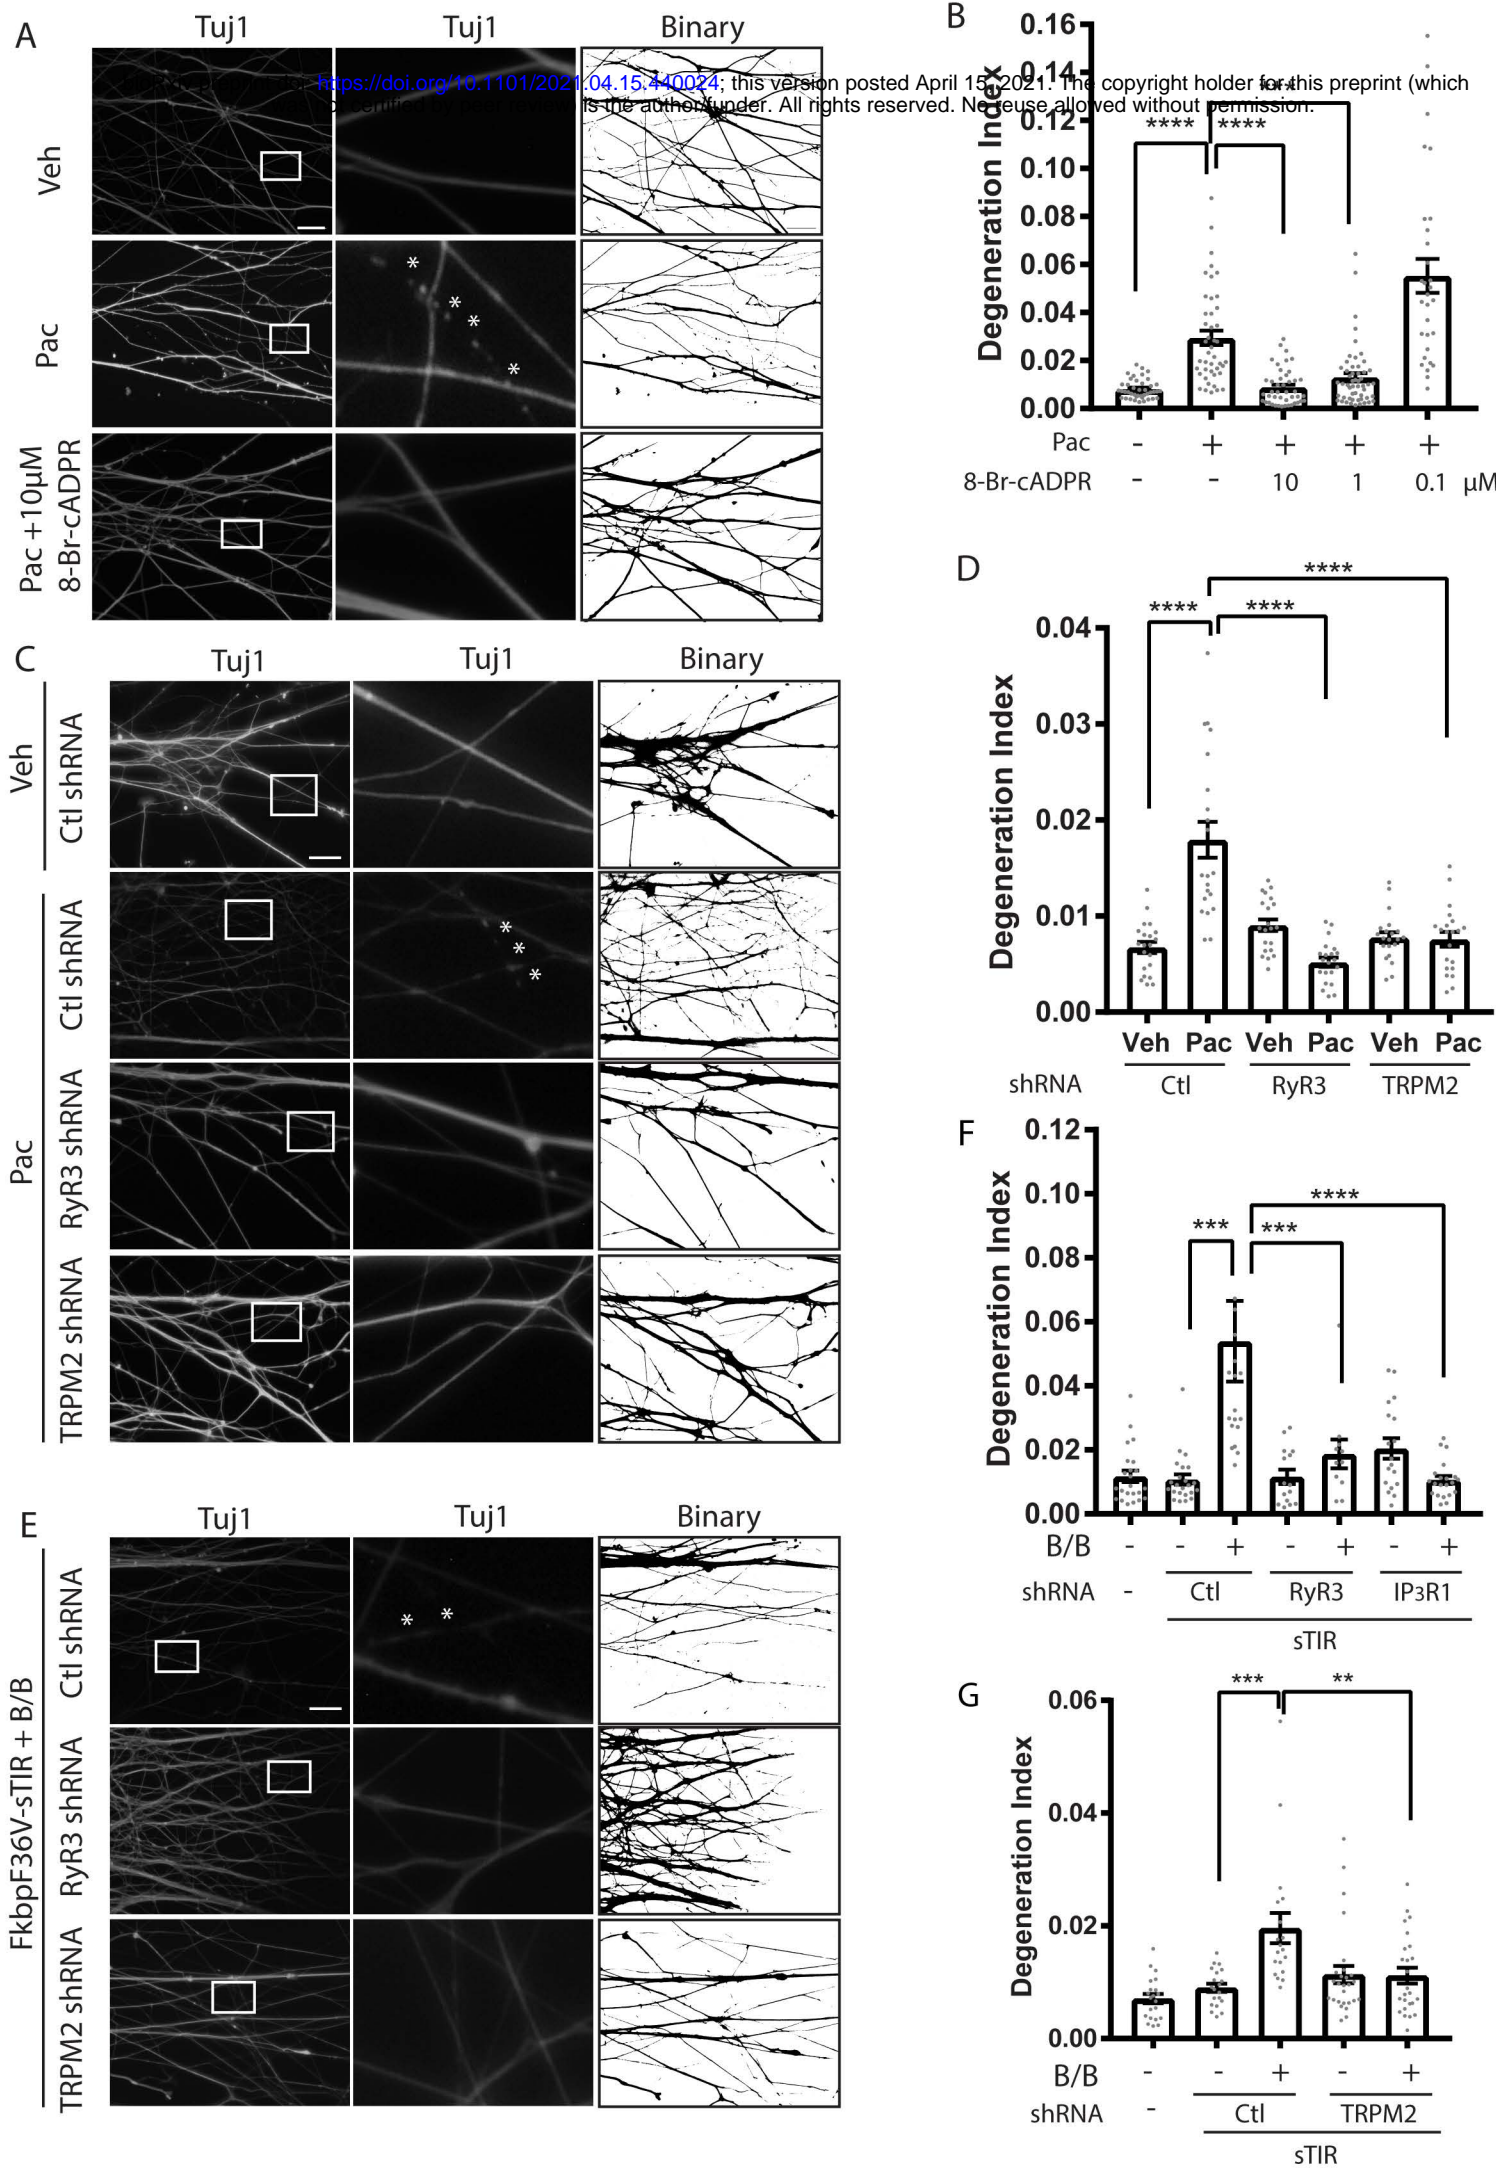 A
Tuj1
Tuj1
Binary
https://doi.org/10.1101/2021.04.15.440024; this version posted April 15, 2021. The copyright holder for this preprint (which
is the author/funder. All rights reserved. No reuse allowed without permission.
Veh
Pac
Pac +10µM
8-Br-cADPR
* * * *
B
Degeneration Index
0.16
0.14
0.12
0.10
0.08
0.06
0.04
0.02
0.00
**** ****
Pac - + + + +
8-Br-cADPR - - 10 1 0.1 µM
C
Tuj1
Tuj1
Binary
Veh
Ctl shRNA
Pac
Ctl shRNA
RyR3 shRNA
TRPM2 shRNA
* * *
D
Degeneration Index
0.04
0.03
0.02
0.01
0.00
****
**** ****
Veh Pac Veh Pac Veh Pac
shRNA Ctl RyR3 TRPM2
E
Tuj1
Tuj1
Binary
FkbpF36V-sTIR + B/B
Ctl shRNA
RyR3 shRNA
TRPM2 shRNA
* *
F
Degeneration Index
0.12
0.10
0.08
0.06
0.04
0.02
0.00
****
*** ***
B/B - - + - + - +
shRNA - Ctl RyR3 IP3R1
sTIR
G
Degeneration Index
0.06
0.04
0.02
0.00
*** **
B/B - - + - +
shRNA - Ctl TRPM2
sTIR